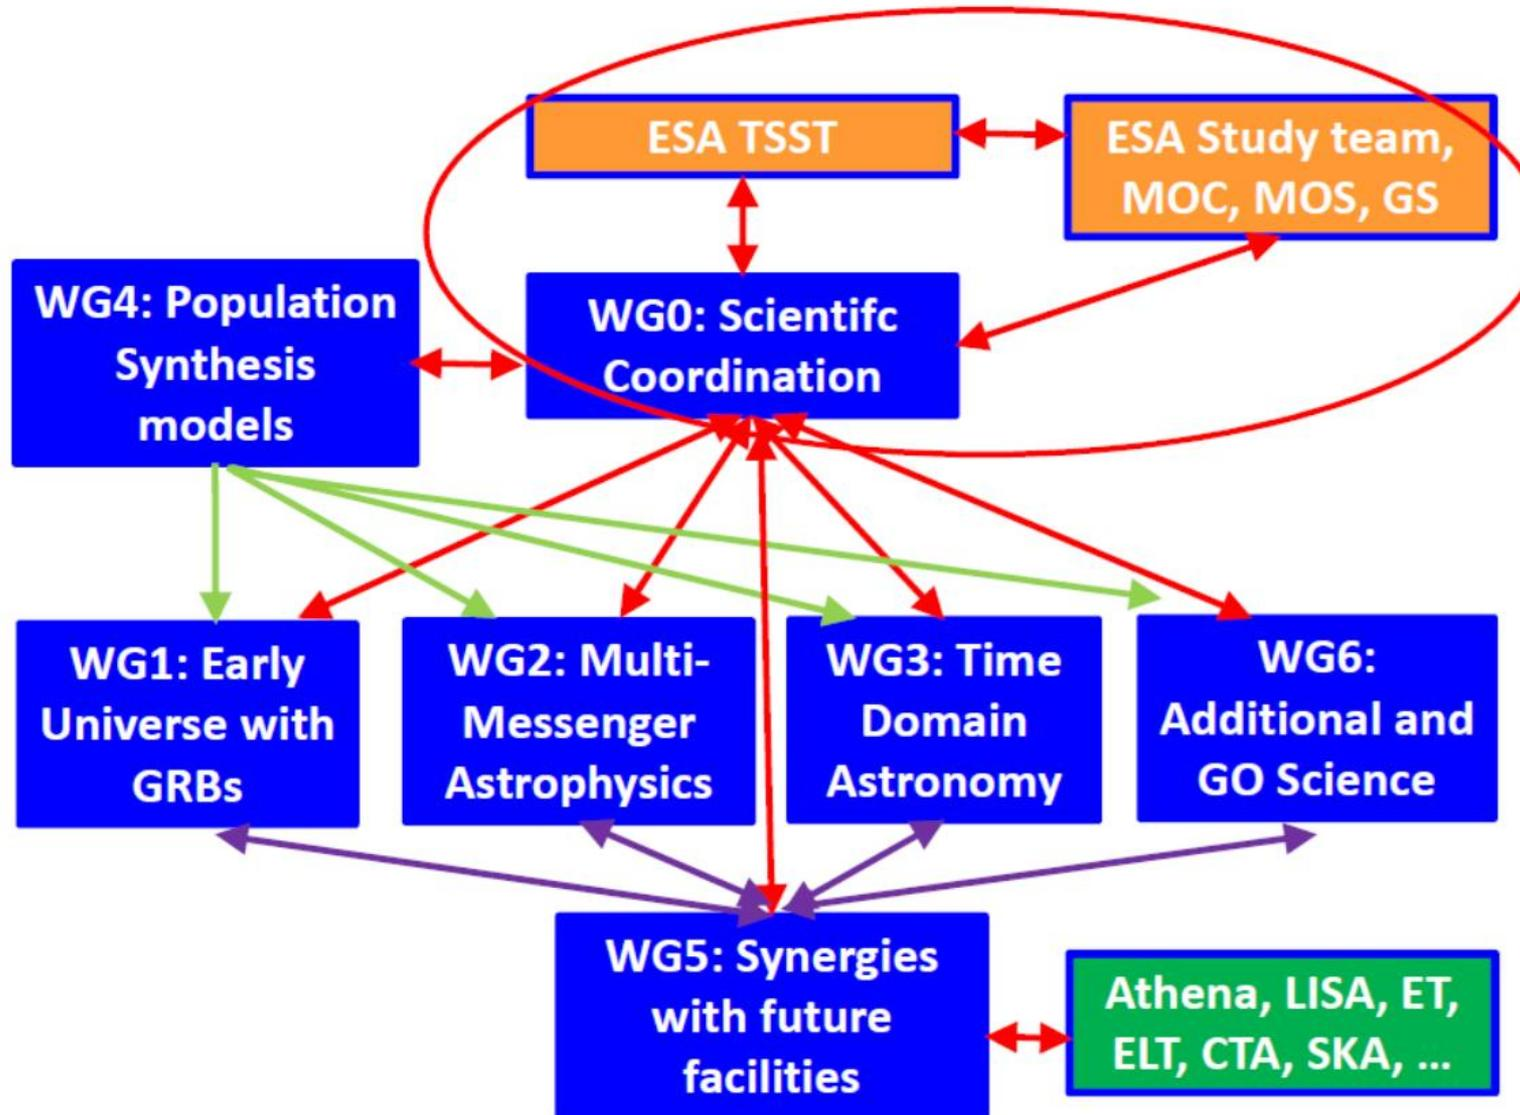 ESA TSST
ESA Study team,
MOC, MOS, GS
WG4: Population
Synthesis
models
WG0: Scientifc
Coordination
WG1: Early
Universe with
GRBs
WG2: Multi-
Messenger
Astrophysics
WG3: Time
Domain
Astronomy
WG6:
Additional and
GO Science
WG5: Synergies
with future
facilities
Athena, LISA, ET,
ELT, CTA, SKA, ...